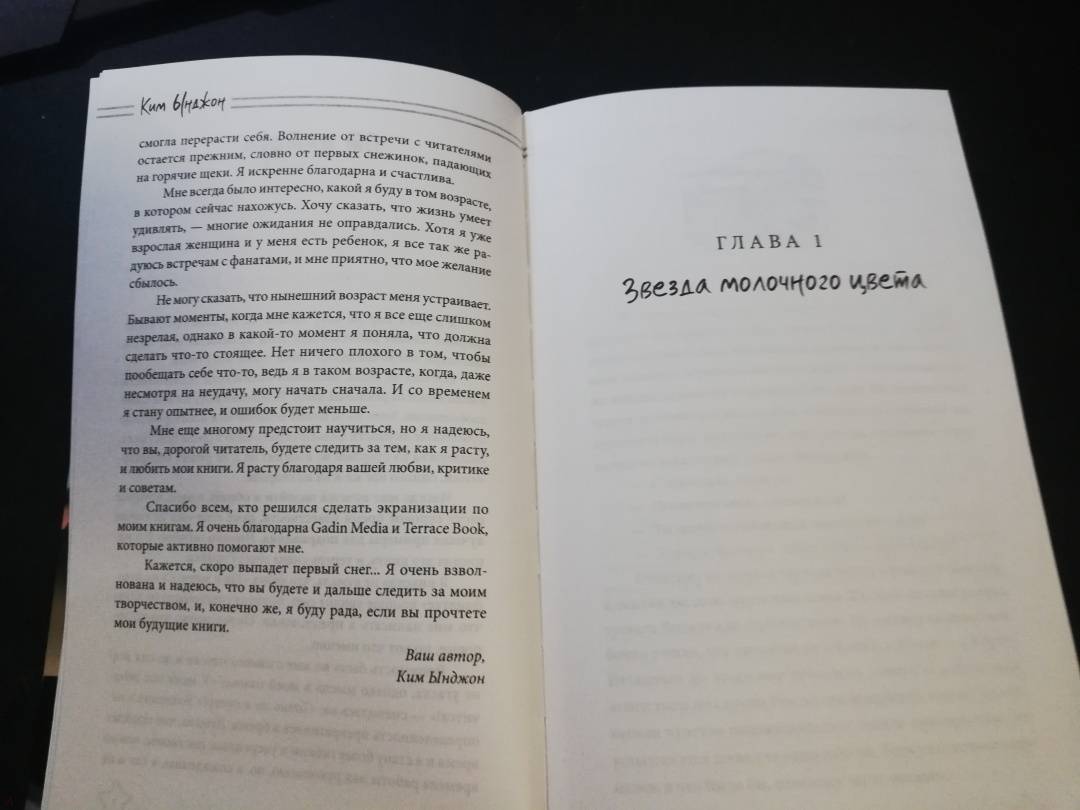 Ким Ынджон
смогла перерасти себя. Волнение от встречи с читателями
остается прежним, словно от первых снежинок, падающих
на горячие щеки. Я искренне благодарна и счастлива.
Мне всегда было интересно, какой я буду в том возрасте,
в котором сейчас нахожусь. Хочу сказать, что жизнь умеет
удивлять, — многие ожидания не оправдались. Хотя я уже
взрослая женщина и у меня есть ребенок, я все так же ра-
дуюсь встречам с фанатами, и мне приятно, что мое желание
сбылось.
Не могу сказать, что нынешний возраст меня устраивает.
Бывают моменты, когда мне кажется, что я все еще слишком
незрелая, однако в какой-то момент я поняла, что должна
сделать что-то стоящее. Нет ничего плохого в том, чтобы
пообещать себе что-то, ведь я в таком возрасте, когда, даже
несмотря на неудачу, могу начать сначала. И со временем
я стану опытнее, и ошибок будет меньше.
Мне еще многому предстоит научиться, но я надеюсь,
что вы, дорогой читатель, будете следить за тем, как я расту,
и любить мои книги. Я расту благодаря вашей любви, критике
и советам.
Спасибо всем, кто решился сделать экранизации по
моим книгам. Я очень благодарна Gadin Media и Terrace Book,
которые активно помогают мне.
Кажется, скоро выпадет первый снег... Я очень взвол-
нована и надеюсь, что вы будете и дальше следить за моим
творчеством, и, конечно же, я буду рада, если вы прочтете
мои будущие книги.
Ваш автор,
Ким Ынджон
ГЛАВА 1
Звезда молочного цвета